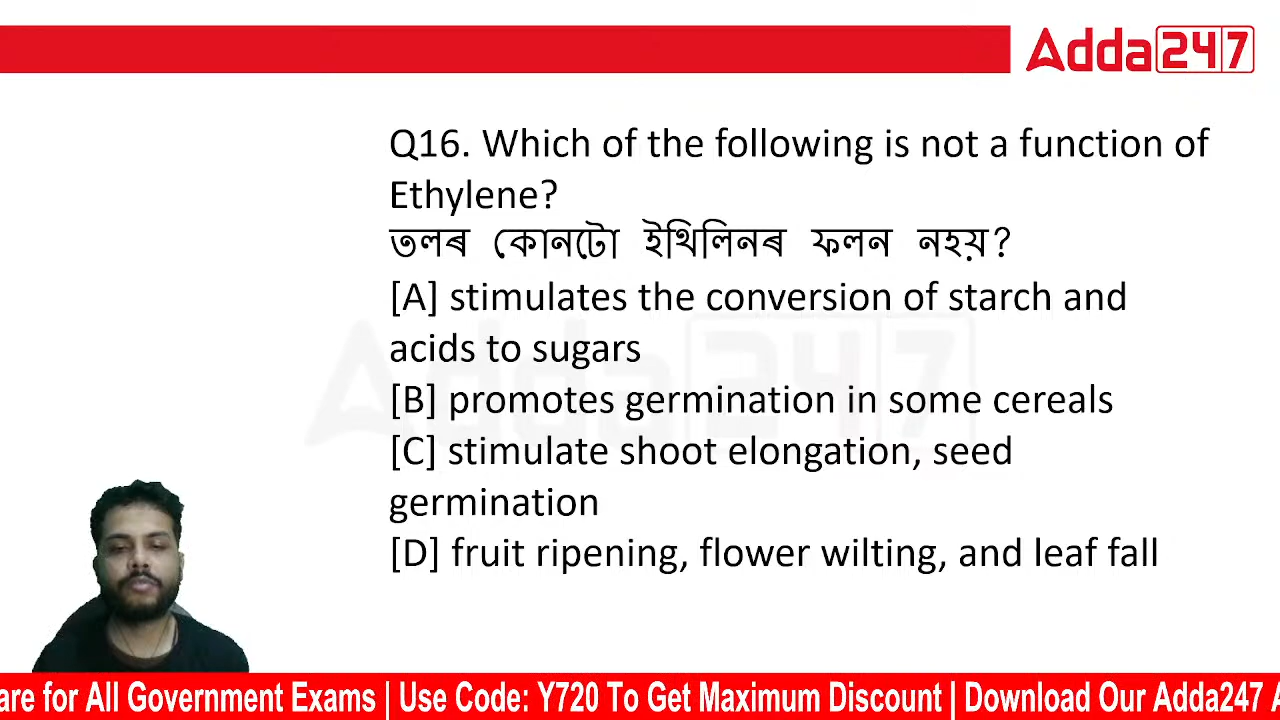 Adda247
Q16. Which of the following is not a function of
Ethylene?
তলৰ কোনটো ইথিলিনৰ ফলন নহয়?
[A] stimulates the conversion of starch and
acids to sugars
[B] promotes germination in some cereals
[C] stimulate shoot elongation, seed
germination
[D] fruit ripening, flower wilting, and leaf fall
Adda247
are for All Government Exams | Use Code: Y720 To Get Maximum Discount | Download Our Adda247 A